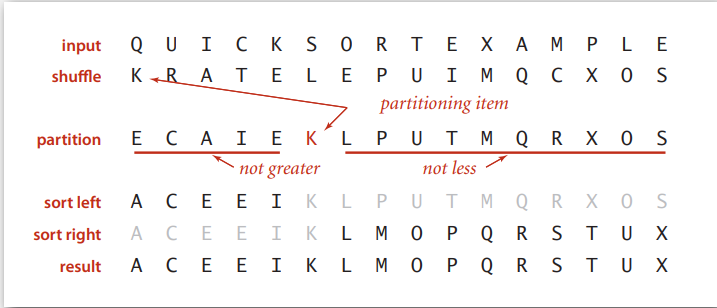 input Q U I C K S O R T E X A M P L E
shuffle K R A T E L E P U I M Q C X O S
partitioning item
partition E C A I E K L P U T M Q R X O S
not greater not less
sort left A C E E I K L P U T M Q R X O S
sort right A C E E I K L M O P Q R S T U X
result A C E E I K L M O P Q R S T U X